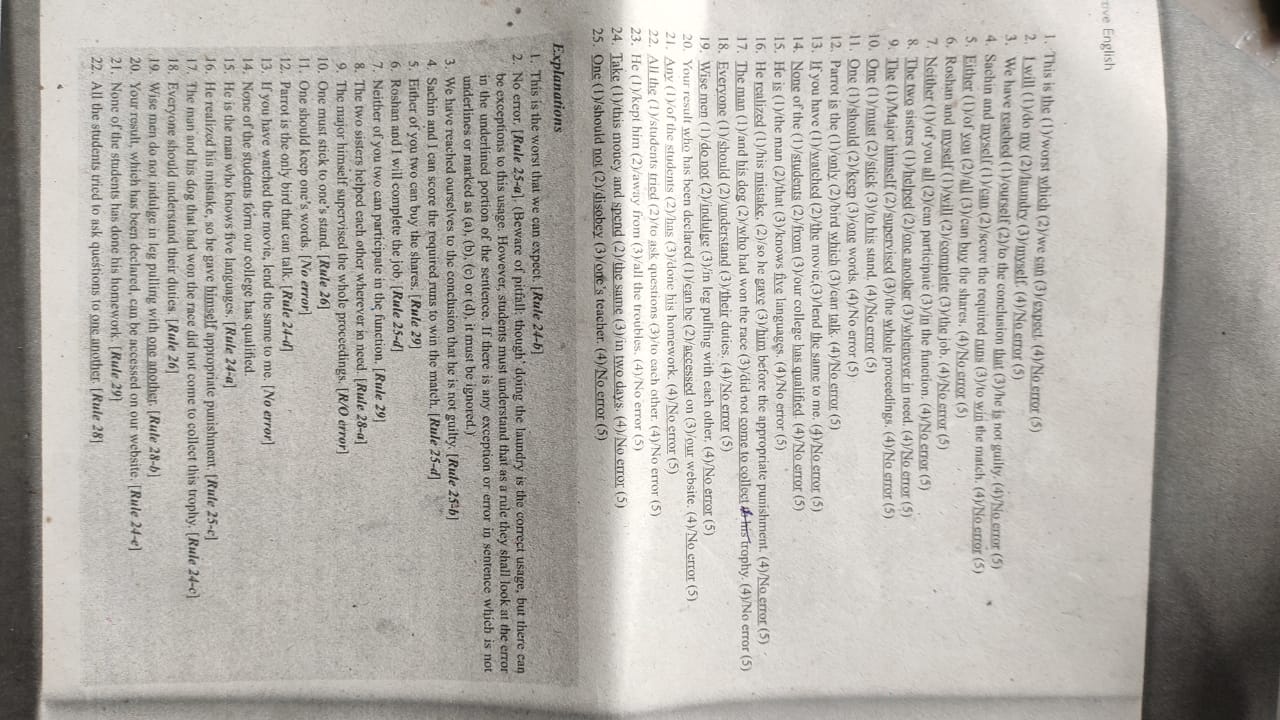 ove English
1. This is the (1)/worst which (2)/we can (3)/expect. (4)/No error (5)
2. I will (1)/do my (2)/laundry (3)/myself. (4)/No error (5)
3. We have reached (1)/yourself (2)/to the conclusion that (3)/he is not guilty. (4)/No error (5)
4. Sachin and myself (1)/can (2)/score the required runs (3)/to win the match. (4)/No error (5)
5. Either (1)/of you (2)/all (3)/can buy the shares. (4)/No error (5)
6. Roshan and myself (1)/will (2)/complete (3)/the job. (4)/No error (5)
7. Neither (1)/of you all (2)/can participate (3)/in the function. (4)/No error (5)
8. The two sisters (1)/helped (2)/one another (3)/whenever in need. (4)/No error (5)
9. The (1)/Major himself (2)/supervised (3)/the whole proceedings. (4)/No error (5)
10. One (1)/must (2)/stick (3)/to his stand. (4)/No error (5)
11. One (1)/should (2)/keep (3)/one words. (4)/No error (5)
12. Parrot is the (1)/only (2)/bird which (3)/can talk. (4)/No error (5)
13. If you have (1)/watched (2)/the movie,(3)/lend the same to me. (4)/No error (5)
14. None of the (1)/students (2)/from (3)/our college has qualified. (4)/No error (5)
15. He is (1)/the man (2)/that (3)/knows five languages. (4)/No error (5)
16. He realized (1)/his mistake, (2)/so he gave (3)/him before the appropriate punishment. (4)/No error (5)
17. The man (1)/and his dog (2)/who had won the race (3)/did not come to collect his trophy. (4)/No error (5)
18. Everyone (1)/should (2)/understand (3)/their duties. (4)/No error (5)
19. Wise men (1)/do not (2)/indulge (3)/in leg pulling with each other. (4)/No error (5)
20. Your result who has been declared (1)/can be (2)/accessed on (3)/our website. (4)/No error (5)
21. Any (1)/of the students (2)/has (3)/done his homework. (4)/No error (5)
22. All the (1)/students tried (2)/to ask questions (3)/to each other. (4)/No error (5)
23. He (1)/kept him (2)/away from (3)/all the troubles. (4)/No error (5)
24. Take (1)/this money and spend (2)/the same (3)/in two days. (4)/No error (5)
25. One (1)/should not (2)/disobey (3)/one's teacher. (4)/No error (5)
Explanations
1. This is the worst that we can expect. [Rule 24-b]
2. No error. [Rule 25-a]. (Beware of pitfall: though doing the laundry is the correct usage, but there can
be exceptions to this usage. However, students must understand that as a rule they shall look at the error
in the underlined portion of the sentence. If there is any exception or error in sentence which is not
underlines or marked as (a), (b), (c) or (d), it must be ignored.)
3. We have reached ourselves to the conclusion that he is not guilty. [Rule 25-b]
4. Sachin and I can score the required runs to win the match. [Rule 25-d]
5. Either of you two can buy the shares. [Rule 29]
6. Roshan and I will complete the job. [Rule 25-d]
7. Neither of you two can participate in the function. [Rule 29]
8. The two sisters helped each other wherever in need. [Rule 28-a]
9. The major himself supervised the whole proceedings. [R/O error]
10. One must stick to one's stand. [Rule 26]
11. One should keep one's words. [No error]
12. Parrot is the only bird that can talk. [Rule 24-d]
13. If you have watched the movie, lend the same to me. [No error]
14. None of the students form our college has qualified.
15. He is the man who knows five languages. [Rule 24-a]
16. He realized his mistake, so he gave himself appropriate punishment. [Rule 25-c]
17. The man and his dog that had won the race did not come to collect this trophy. [Rule 24-c]
18. Everyone should understand their duties. [Rule 26]
19. Wise men do not indulge in leg pulling with one another. [Rule 28-b]
20. Your result, which has been declared, can be accessed on our website. [Rule 24-e]
21. None of the students has done his homework. [Rule 29]
22. All the students tried to ask questions to one another. [Rule 28]